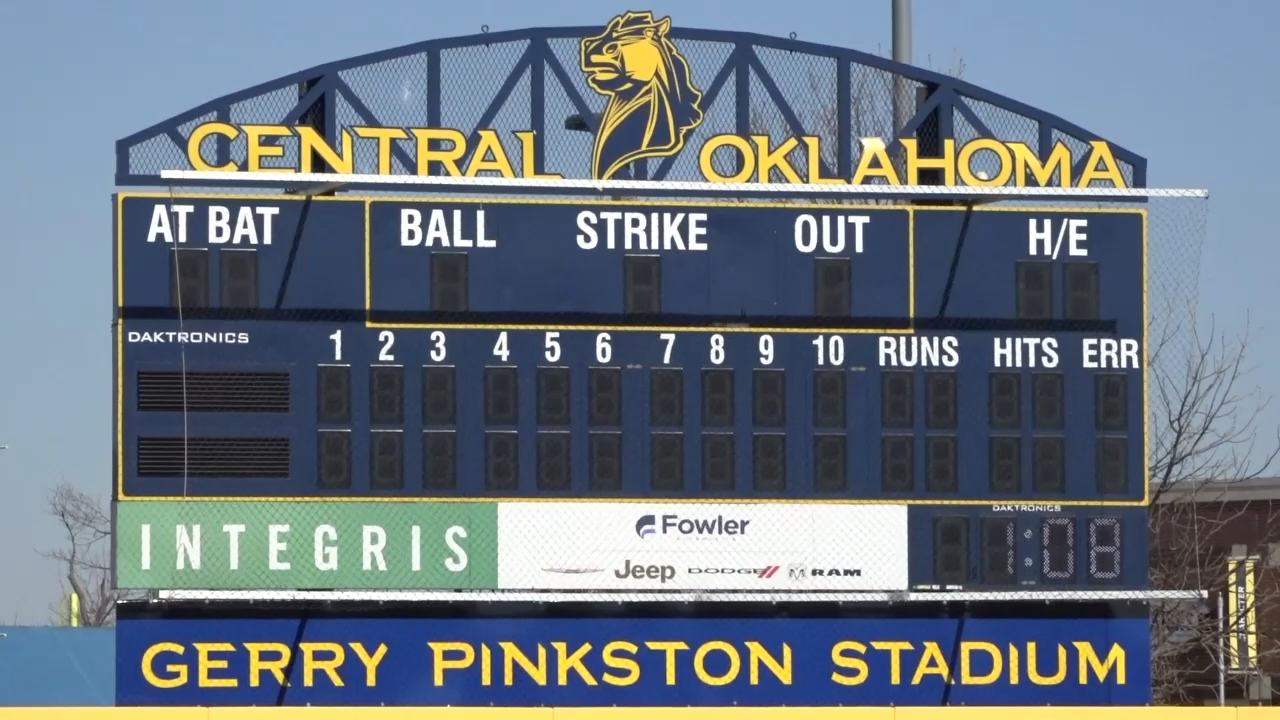 CENTRAL OKLAHOMA
AT BAT BALL STRIKE OUT H/E
DAKTRONICS
1 2 3 4 5 6 7 8 9 10 RUNS HITS ERR
INTEGRIS
Fowler
Jeep DODGE RAM
DAKTRONICS
1:08
GERRY PINKSTON STADIUM